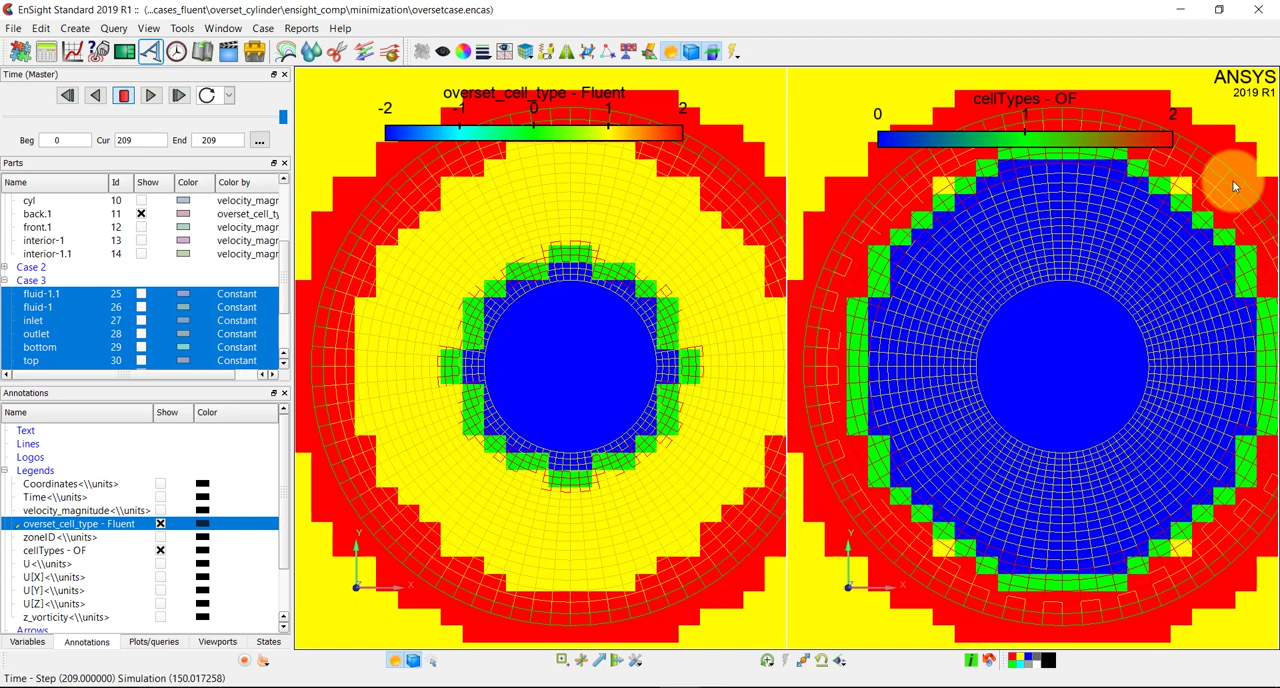 EnSight Standard 2019 R1 :: (...cases_fluent\overset_cylinder\ensight_comp\minimization\oversetcase.encas)
File Edit Create Query View Tools Window Case Reports Help
Time (Master)
Beg 0 Cur 209 End 209 ...
Parts
Name Id Show Color Color by
cyl 10 velocity_magr
back.1 11 overset_cell_ty
front.1 12 velocity_magr
interior-1 13 velocity_magr
interior-1.1 14 velocity_magr
Case 2
Case 3
fluid-1.1 25 Constant
fluid-1 26 Constant
inlet 27 Constant
outlet 28 Constant
bottom 29 Constant
top 30 Constant
Annotations
Name Show Color
Text
Lines
Logos
Legends
Coordinates<\\units>
Time<\\units>
velocity_magnitude<\\units>
overset_cell_type - Fluent
zoneID<\\units>
cellTypes - OF
U<\\units>
U[X]<\\units>
U[Y]<\\units>
U[Z]<\\units>
z_vorticity<\\units>
Arrows
Variables Annotations Plots/queries Viewports States
Time - Step (209.000000) Simulation (150.017258)
overset_cell_type - Fluent
-2 -1 0 1 2
Y
Z X
ANSYS
2019 R1
cellTypes - OF
0 1 2
Y
Z X